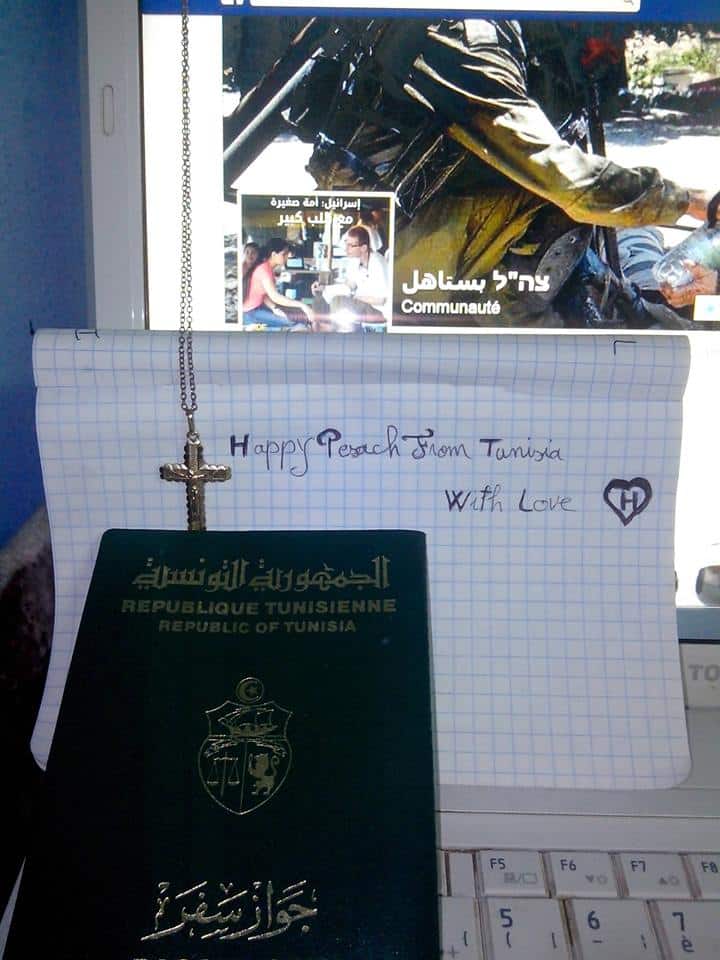 إسرائيل: أمة صغيرة
مع قلب كبير
צה"ל بستاهل
Communauté
Happy Pesach From Tunisia
With Love H
الجمهورية التونسية
REPUBLIQUE TUNISIENNE
REPUBLIC OF TUNISIA
جواز سفر
TO
F5 F6 F7 F8
5 6 7
( - è